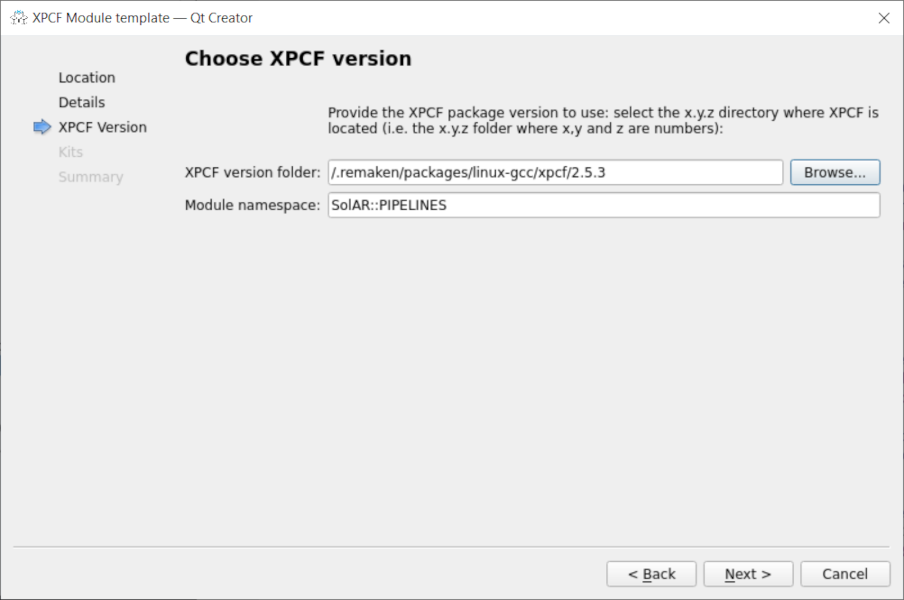 XPCF Module template — Qt Creator
Choose XPCF version
Location
Details
XPCF Version
Kits
Summary
Provide the XPCF package version to use: select the x.y.z directory where XPCF is
located (i.e. the x.y.z folder where x,y and z are numbers):
XPCF version folder: /.remaken/packages/linux-gcc/xpcf/2.5.3 Browse...
Module namespace: SolAR::PIPELINES
< Back Next > Cancel